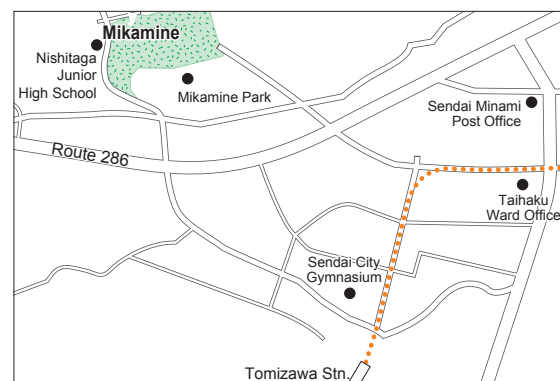 Mikamine
Nishitaga
Junior
High School
Mikamine Park
Sendai Minami
Post Office
Route 286
Taihaku
Ward Office
Sendai City
Gymnasium
Tomizawa Stn.